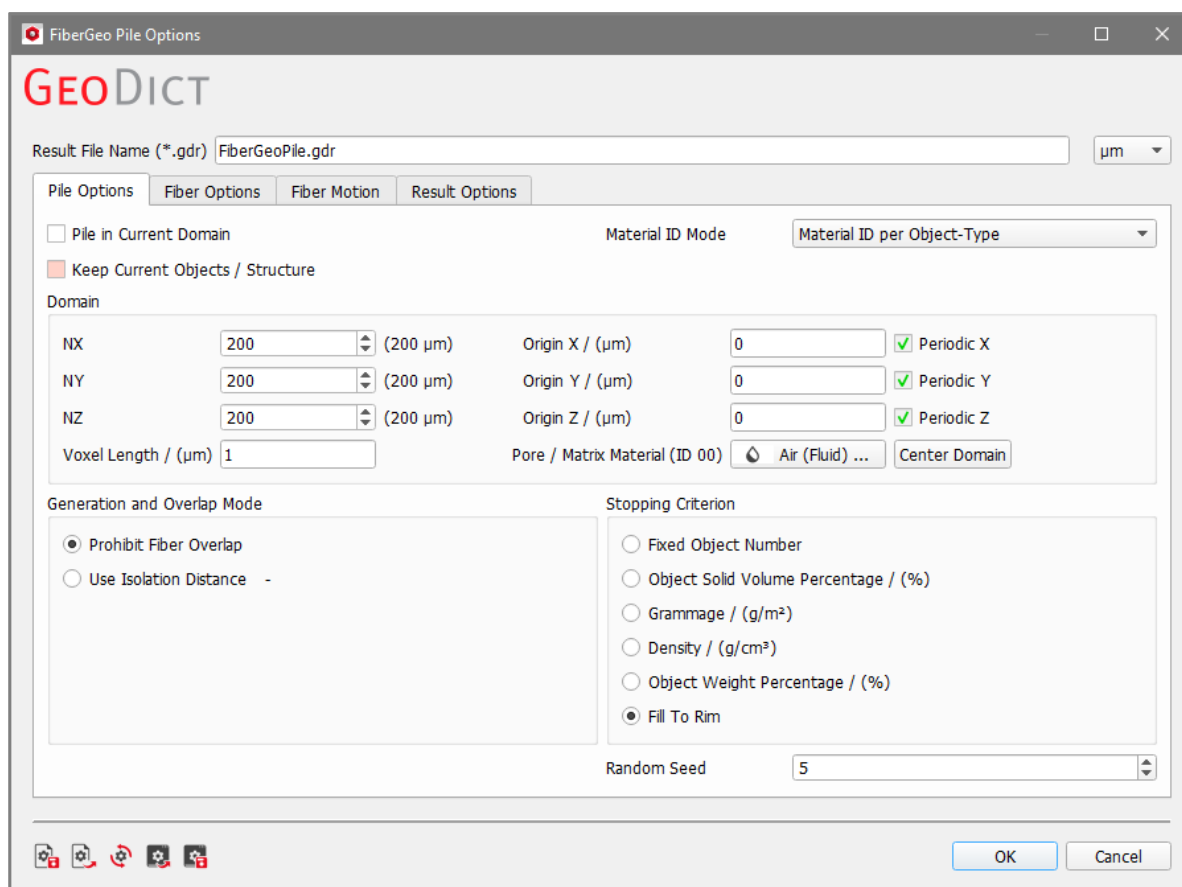 FiberGeo Pile Options
GEODICT
Result File Name (*.gdr) FiberGeoPile.gdr µm
Pile Options Fiber Options Fiber Motion Result Options
Pile in Current Domain Material ID Mode Material ID per Object-Type
Keep Current Objects / Structure
Domain
NX 200 (200 µm) Origin X / (µm) 0 Periodic X
NY 200 (200 µm) Origin Y / (µm) 0 Periodic Y
NZ 200 (200 µm) Origin Z / (µm) 0 Periodic Z
Voxel Length / (µm) 1 Pore / Matrix Material (ID 00) Air (Fluid) ... Center Domain
Generation and Overlap Mode Stopping Criterion
Prohibit Fiber Overlap Fixed Object Number
Use Isolation Distance - Object Solid Volume Percentage / (%)
Grammage / (g/m²)
Density / (g/cm³)
Object Weight Percentage / (%)
Fill To Rim
Random Seed 5
OK Cancel